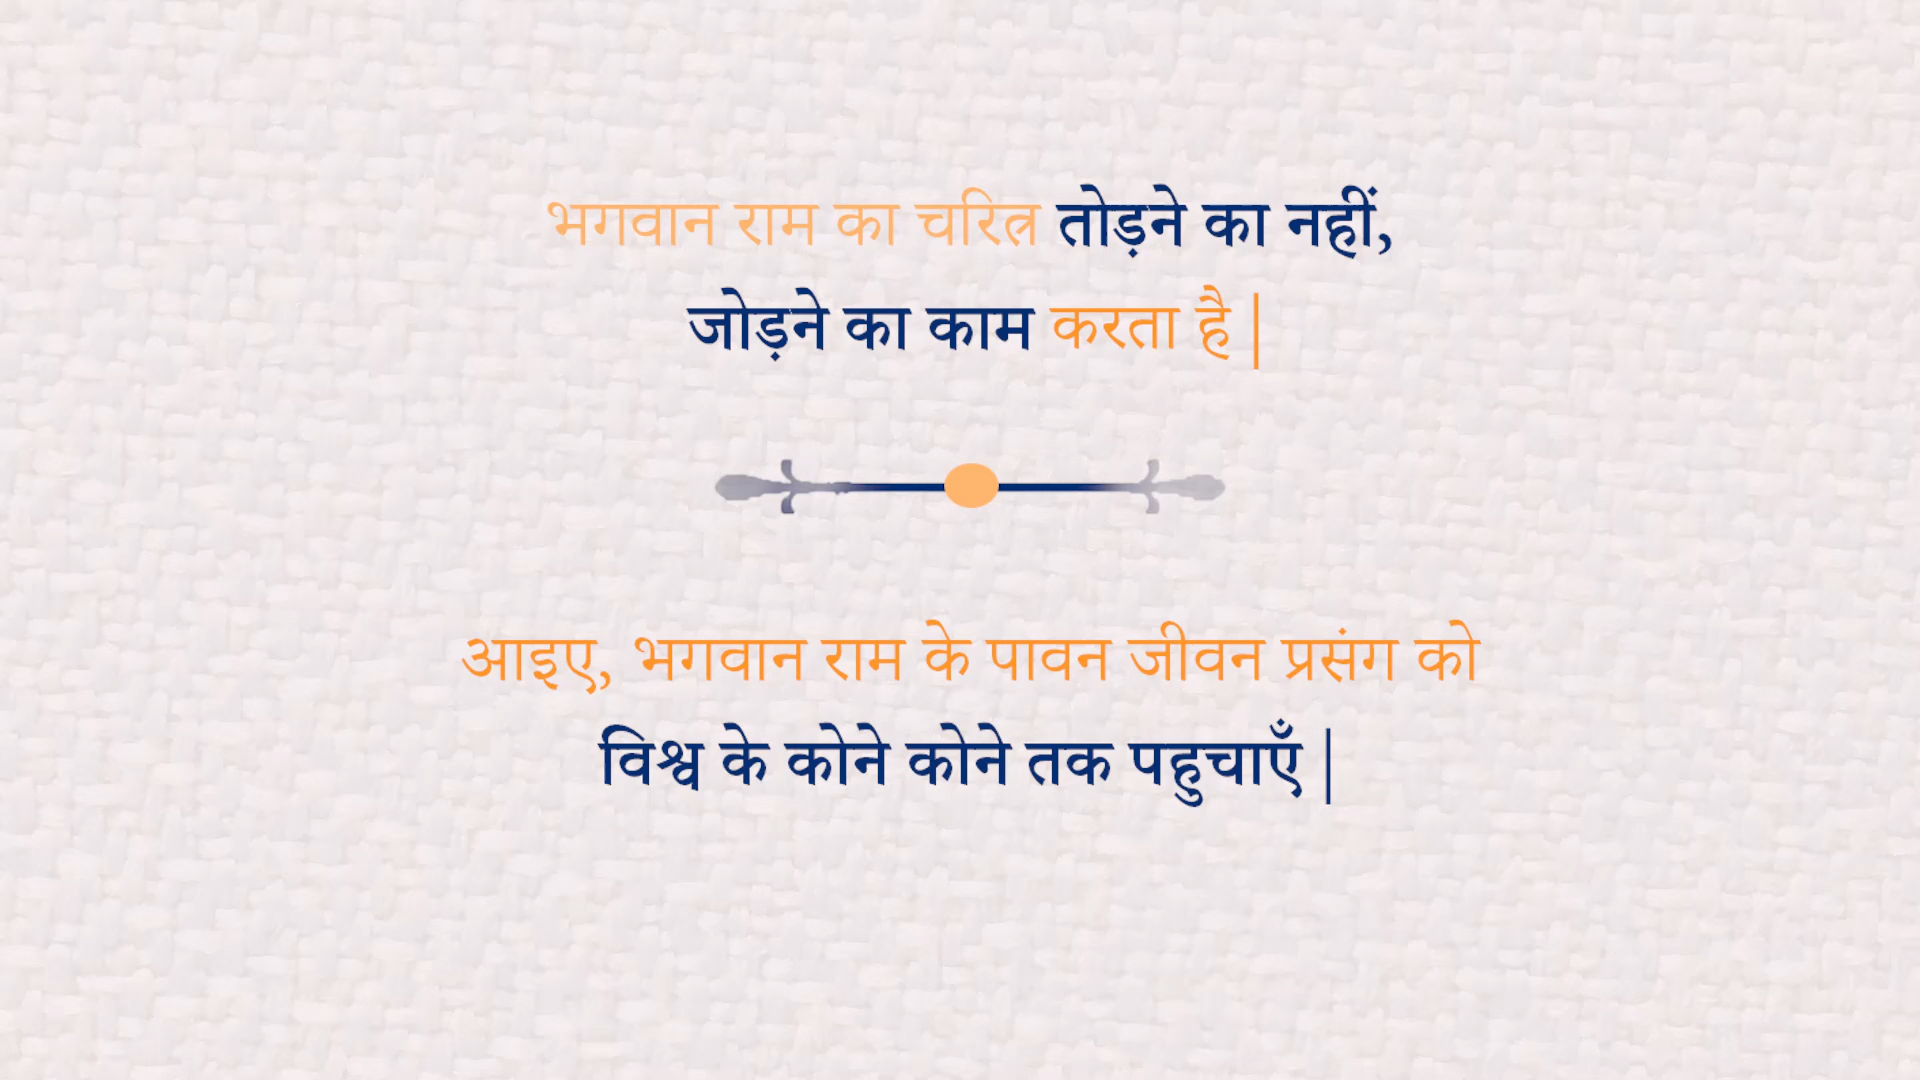 भगवान राम का चरित्र तोड़ने का नहीं,
जोड़ने का काम करता है |
आइए, भगवान राम के पावन जीवन प्रसंग को
विश्व के कोने कोने तक पहुचाएँ |